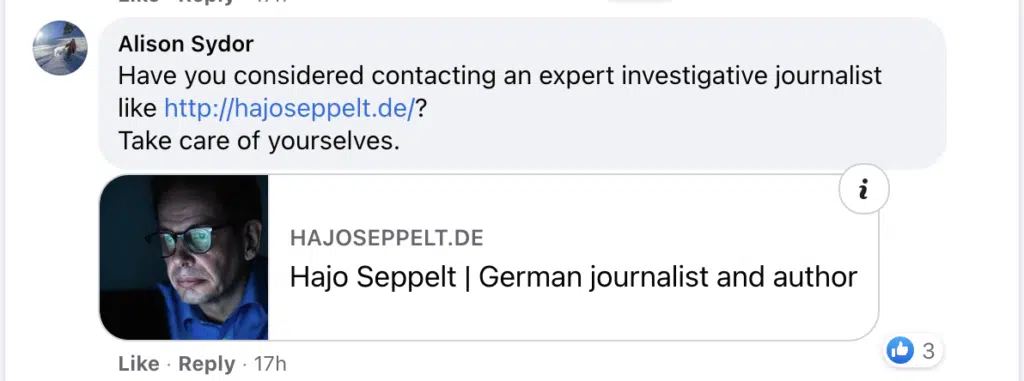 Like · Reply · 17h
Alison Sydor
Have you considered contacting an expert investigative journalist
like http://hajoseppelt.de/?
Take care of yourselves.
i
HAJOSEPPELT.DE
Hajo Seppelt | German journalist and author
Like · Reply · 17h
3